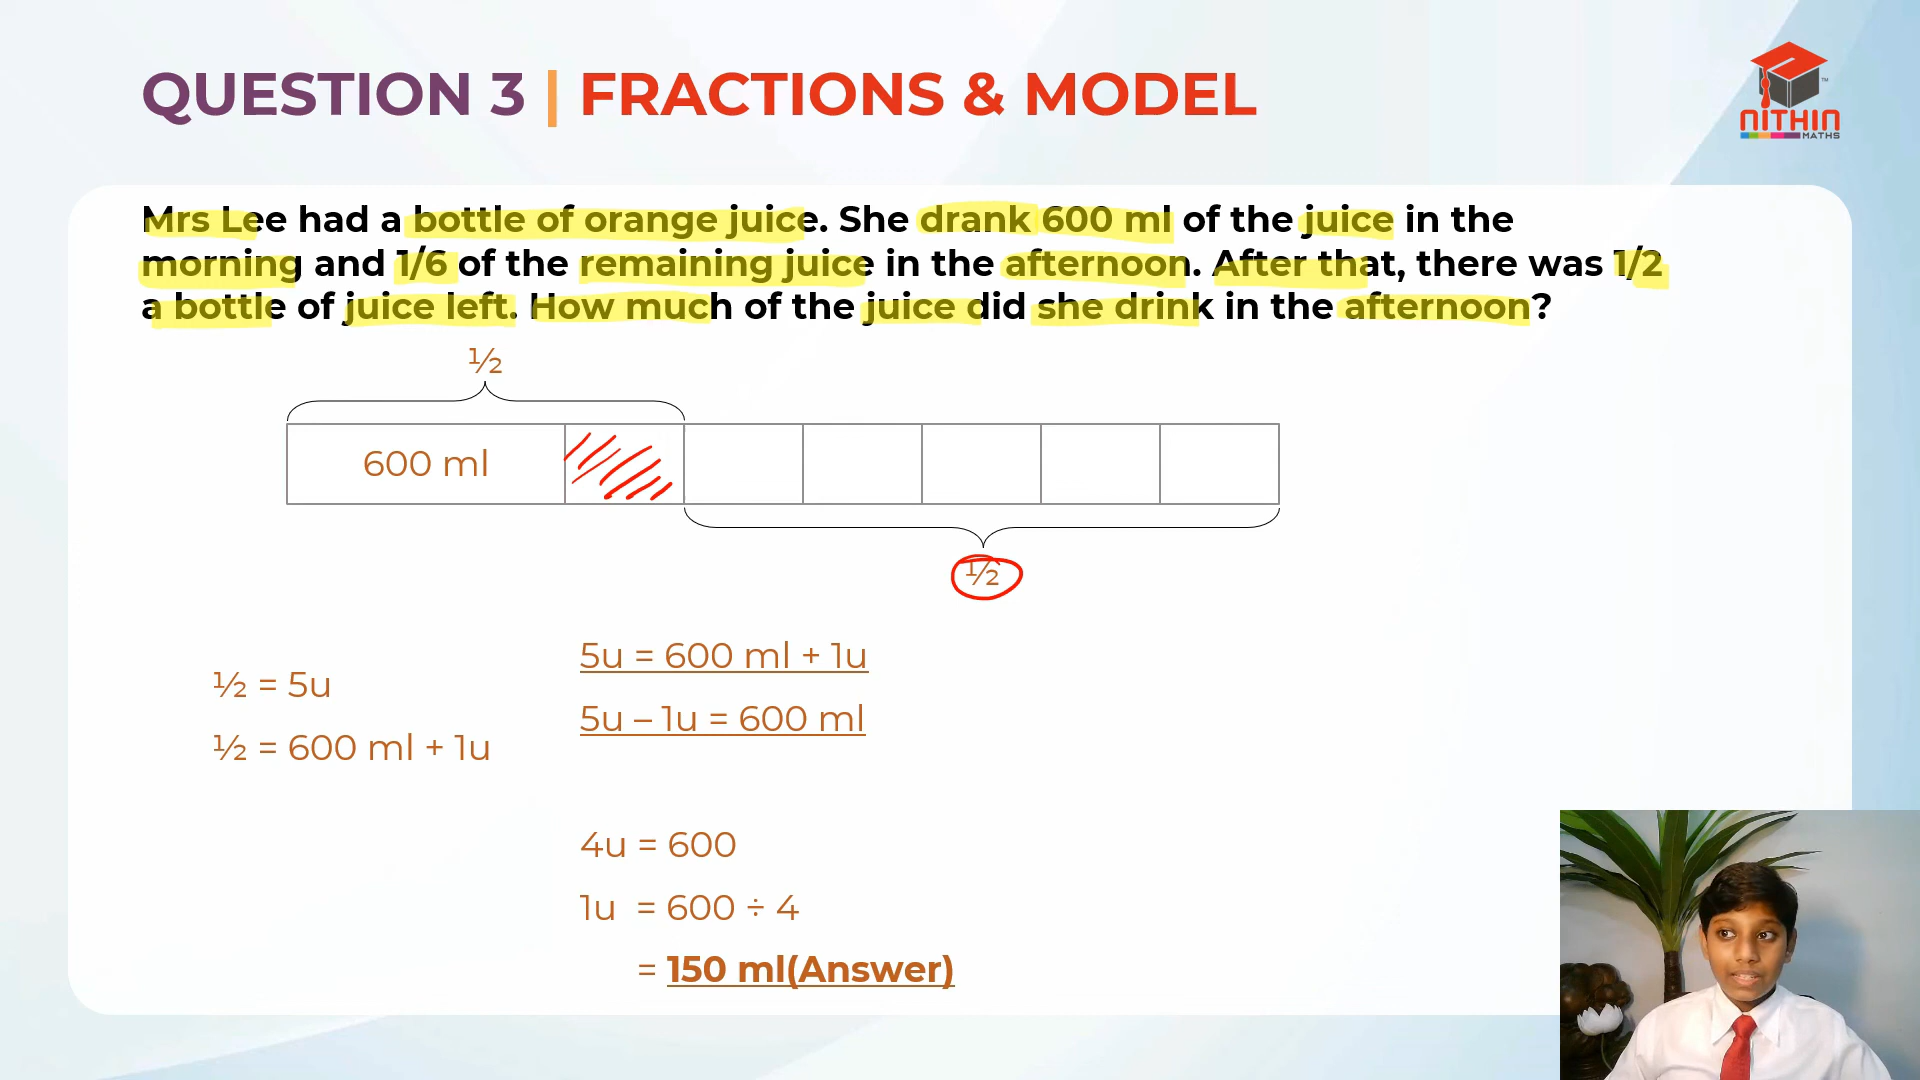 QUESTION 3 | FRACTIONS & MODEL
NITHIN
MATHS
TM
Mrs Lee had a bottle of orange juice. She drank 600 ml of the juice in the
morning and 1/6 of the remaining juice in the afternoon. After that, there was 1/2
a bottle of juice left. How much of the juice did she drink in the afternoon?
½
600 ml
½
½ = 5u
½ = 600 ml + 1u
5u = 600 ml + 1u
5u – 1u = 600 ml
4u = 600
1u = 600 ÷ 4
= 150 ml(Answer)